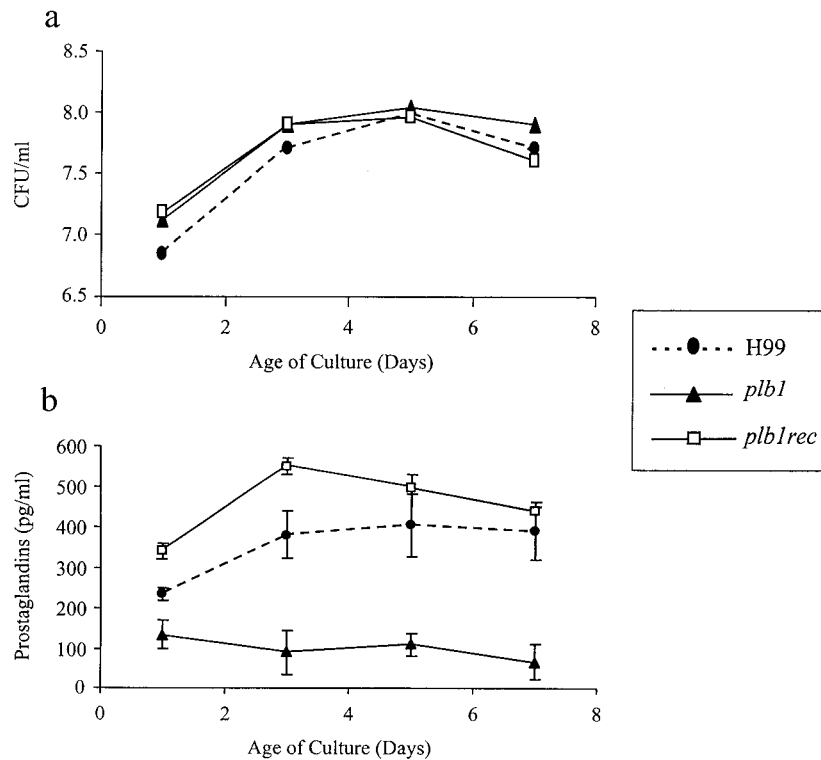 a
8.5
8.0
7.5
7.0
6.5
CFU/ml
0 2 4 6 8
Age of Culture (Days)
H99
plb1
plb1rec
b
600
500
400
300
200
100
0
Prostaglandins (pg/ml)
0 2 4 6 8
Age of Culture (Days)